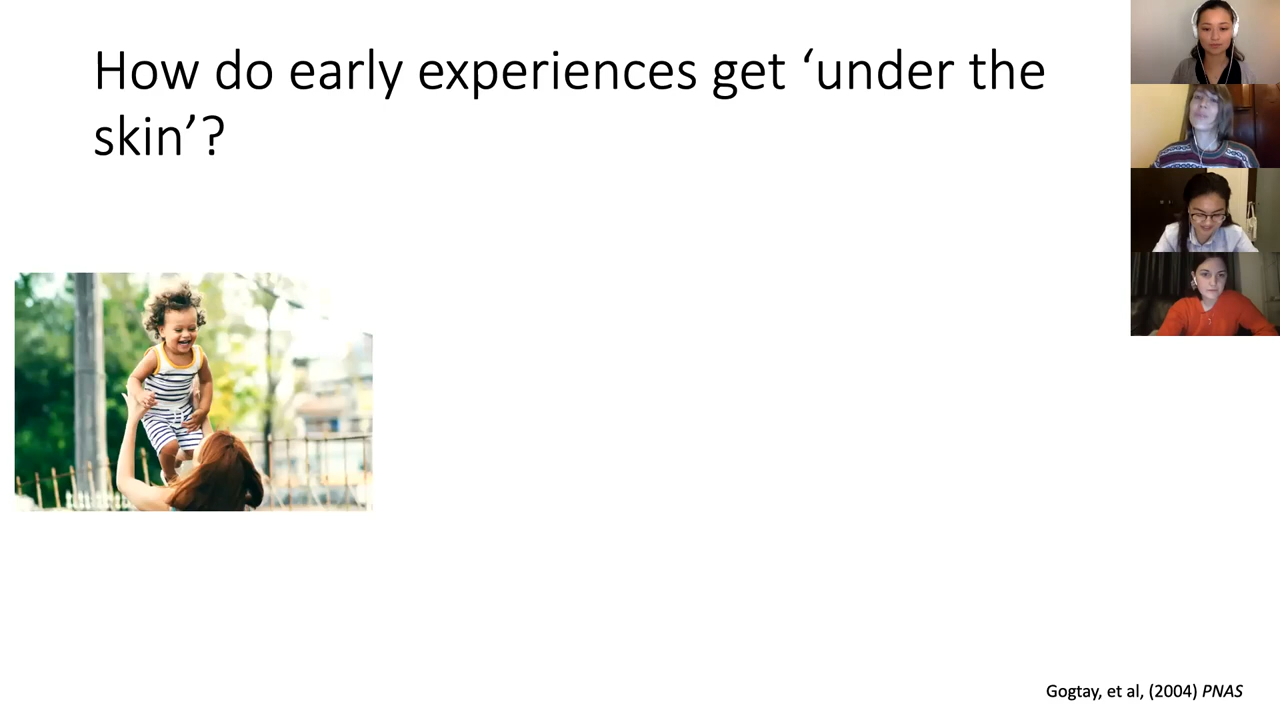 How do early experiences get ‘under the
skin’?
Gogtay, et al, (2004) PNAS